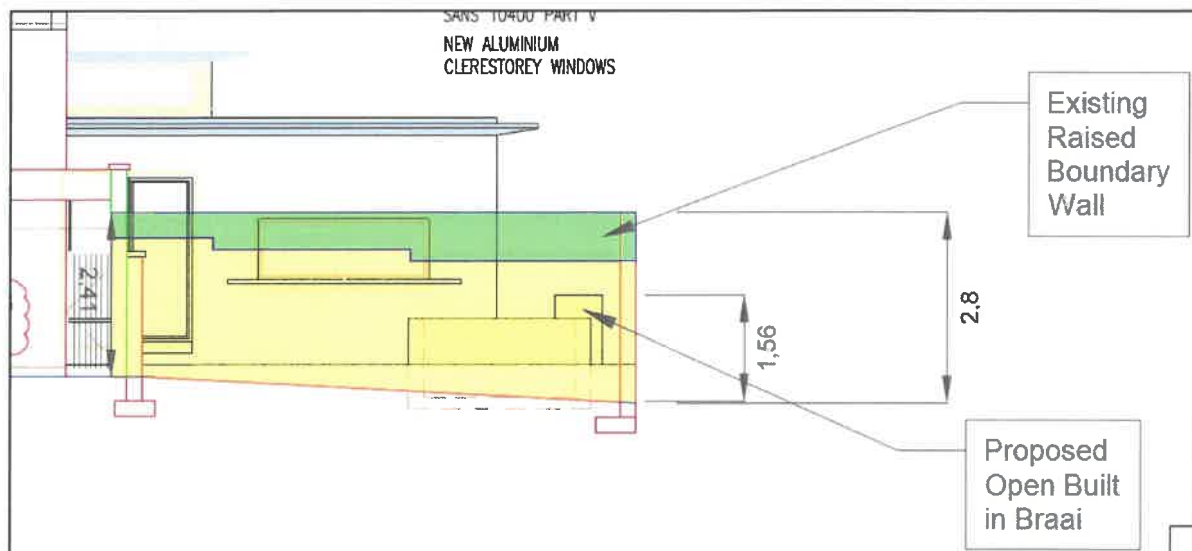 SANS 10400 PART V
NEW ALUMINIUM
CLERESTOREY WINDOWS
Existing
Raised
Boundary
Wall
2,41
1,56
2,8
Proposed
Open Built
in Braai